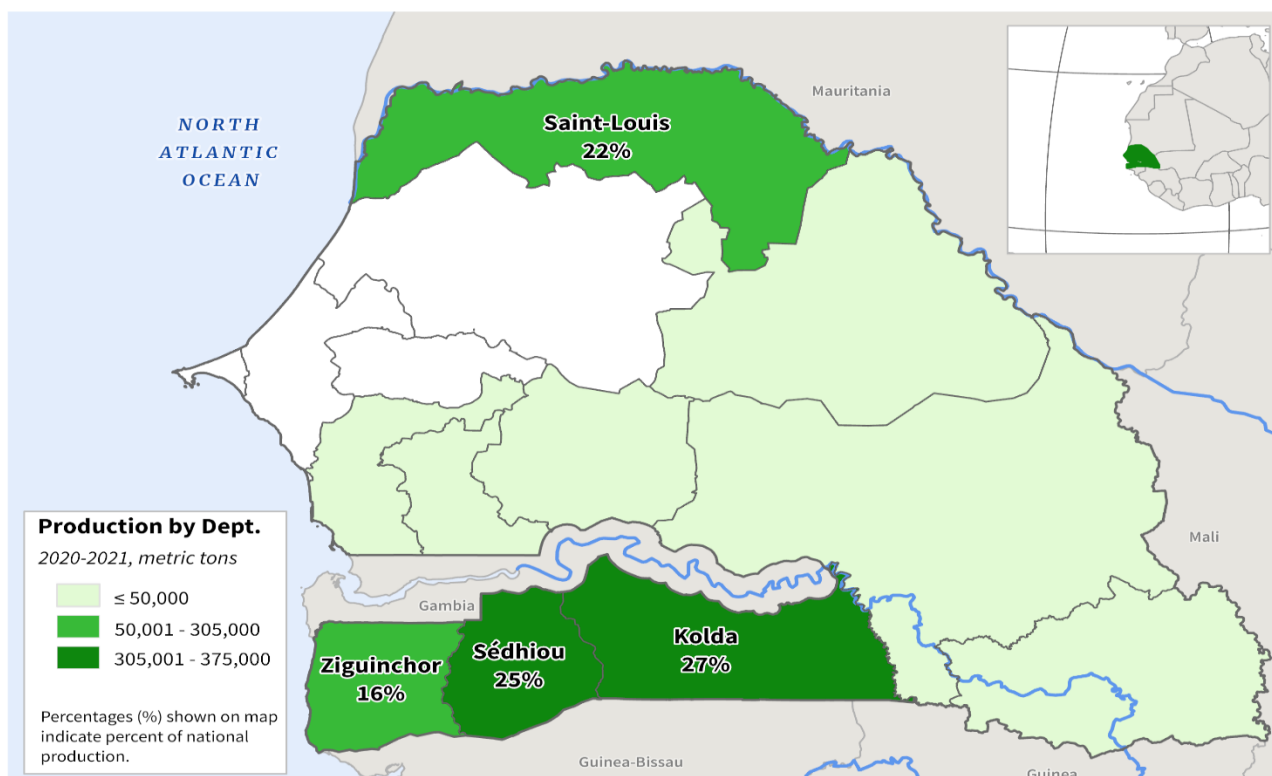 Mauritania
NORTH
ATLANTIC
OCEAN
Saint-Louis
22%
Mali
Gambia
Ziguinchor
16%
Sédhiou
25%
Kolda
27%
Guinea-Bissau
Guinea
Production by Dept.
2020-2021, metric tons
≤ 50,000
50,001 - 305,000
305,001 - 375,000
Percentages (%) shown on map
indicate percent of national
production.